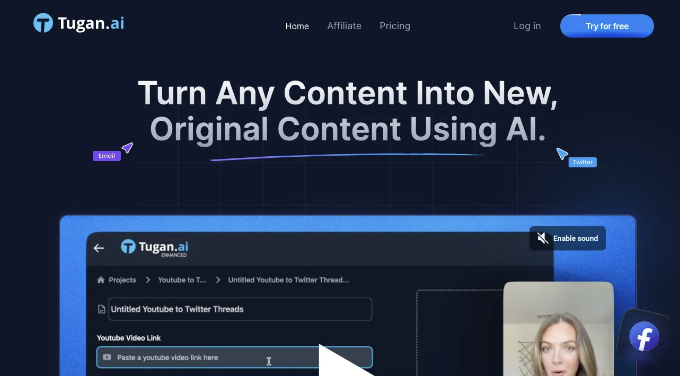 Tugan.ai
Home Affiliate Pricing Log in Try for free
Turn Any Content Into New,
Original Content Using AI.
Email
Twitter
Enable sound
Tugan.ai
ENHANCED
Projects > Youtube to T... > Untitled Youtube to Twitter Thread...
Untitled Youtube to Twitter Threads
Youtube Video Link
Paste a youtube video link here